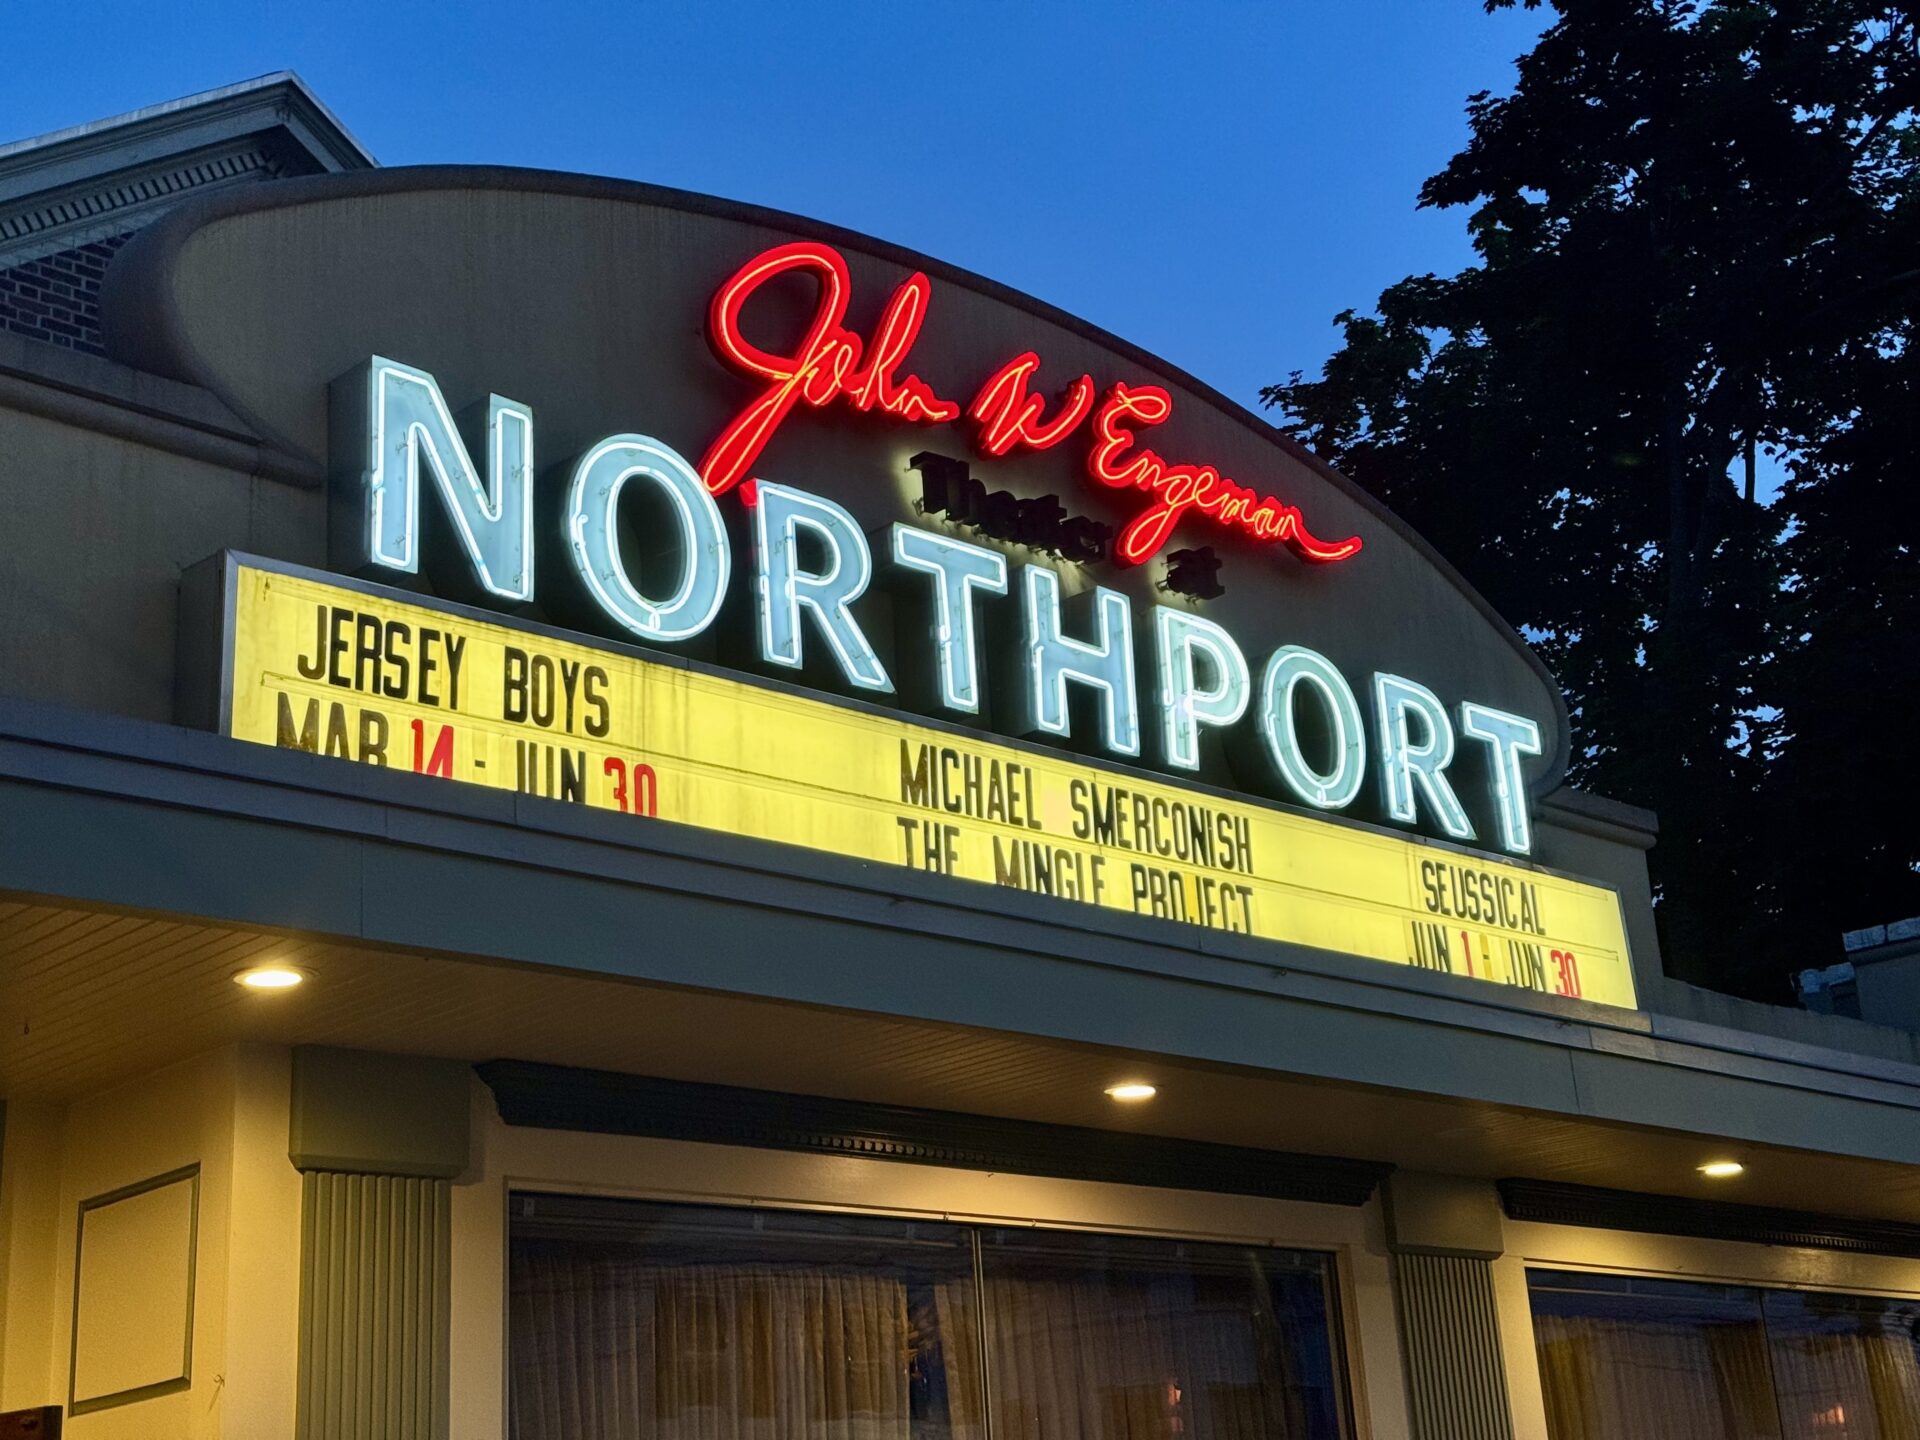 John W Engeman
Theater at
NORTHPORT
JERSEY BOYS
MAR 14 - JUN 30
MICHAEL SMERCONISH
THE MINGLE PROJECT
SEUSSICAL
JUN 1 - JUN 30